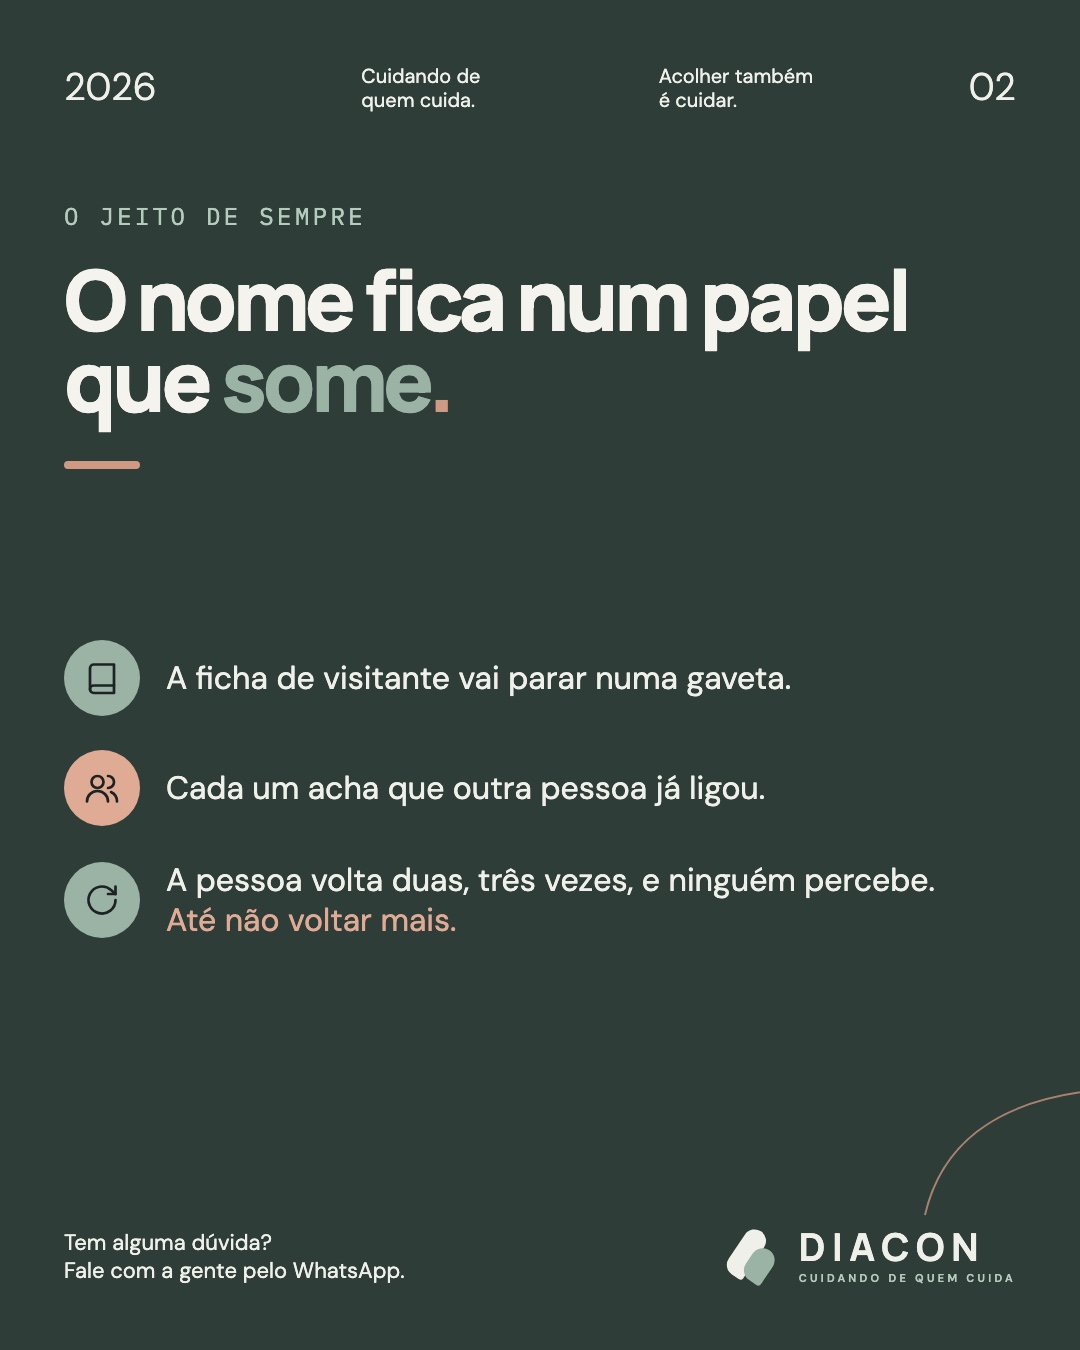 2026
Cuidando de
quem cuida.
Acolher também
é cuidar.
02
O JEITO DE SEMPRE
O nome fica num papel
que some.
A ficha de visitante vai parar numa gaveta.
Cada um acha que outra pessoa já ligou.
A pessoa volta duas, três vezes, e ninguém percebe.
Até não voltar mais.
Tem alguma dúvida?
Fale com a gente pelo WhatsApp.
DIACON
CUIDANDO DE QUEM CUIDA